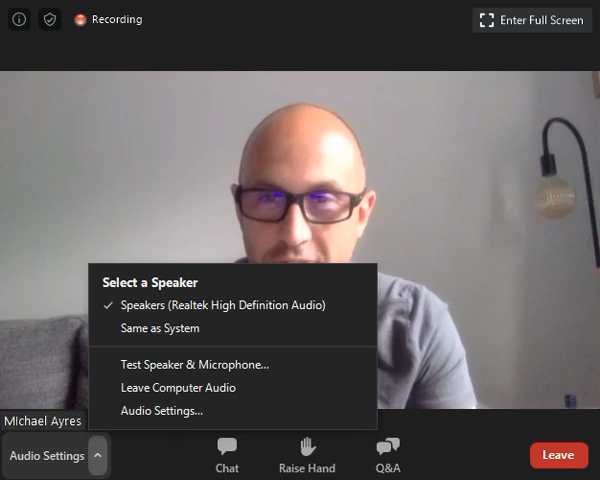 Recording
Enter Full Screen
Select a Speaker
Speakers (Realtek High Definition Audio)
Same as System
Test Speaker & Microphone...
Leave Computer Audio
Audio Settings...
MIchael Ayres
Audio Settings
Chat
Raise Hand
Q&A
Leave